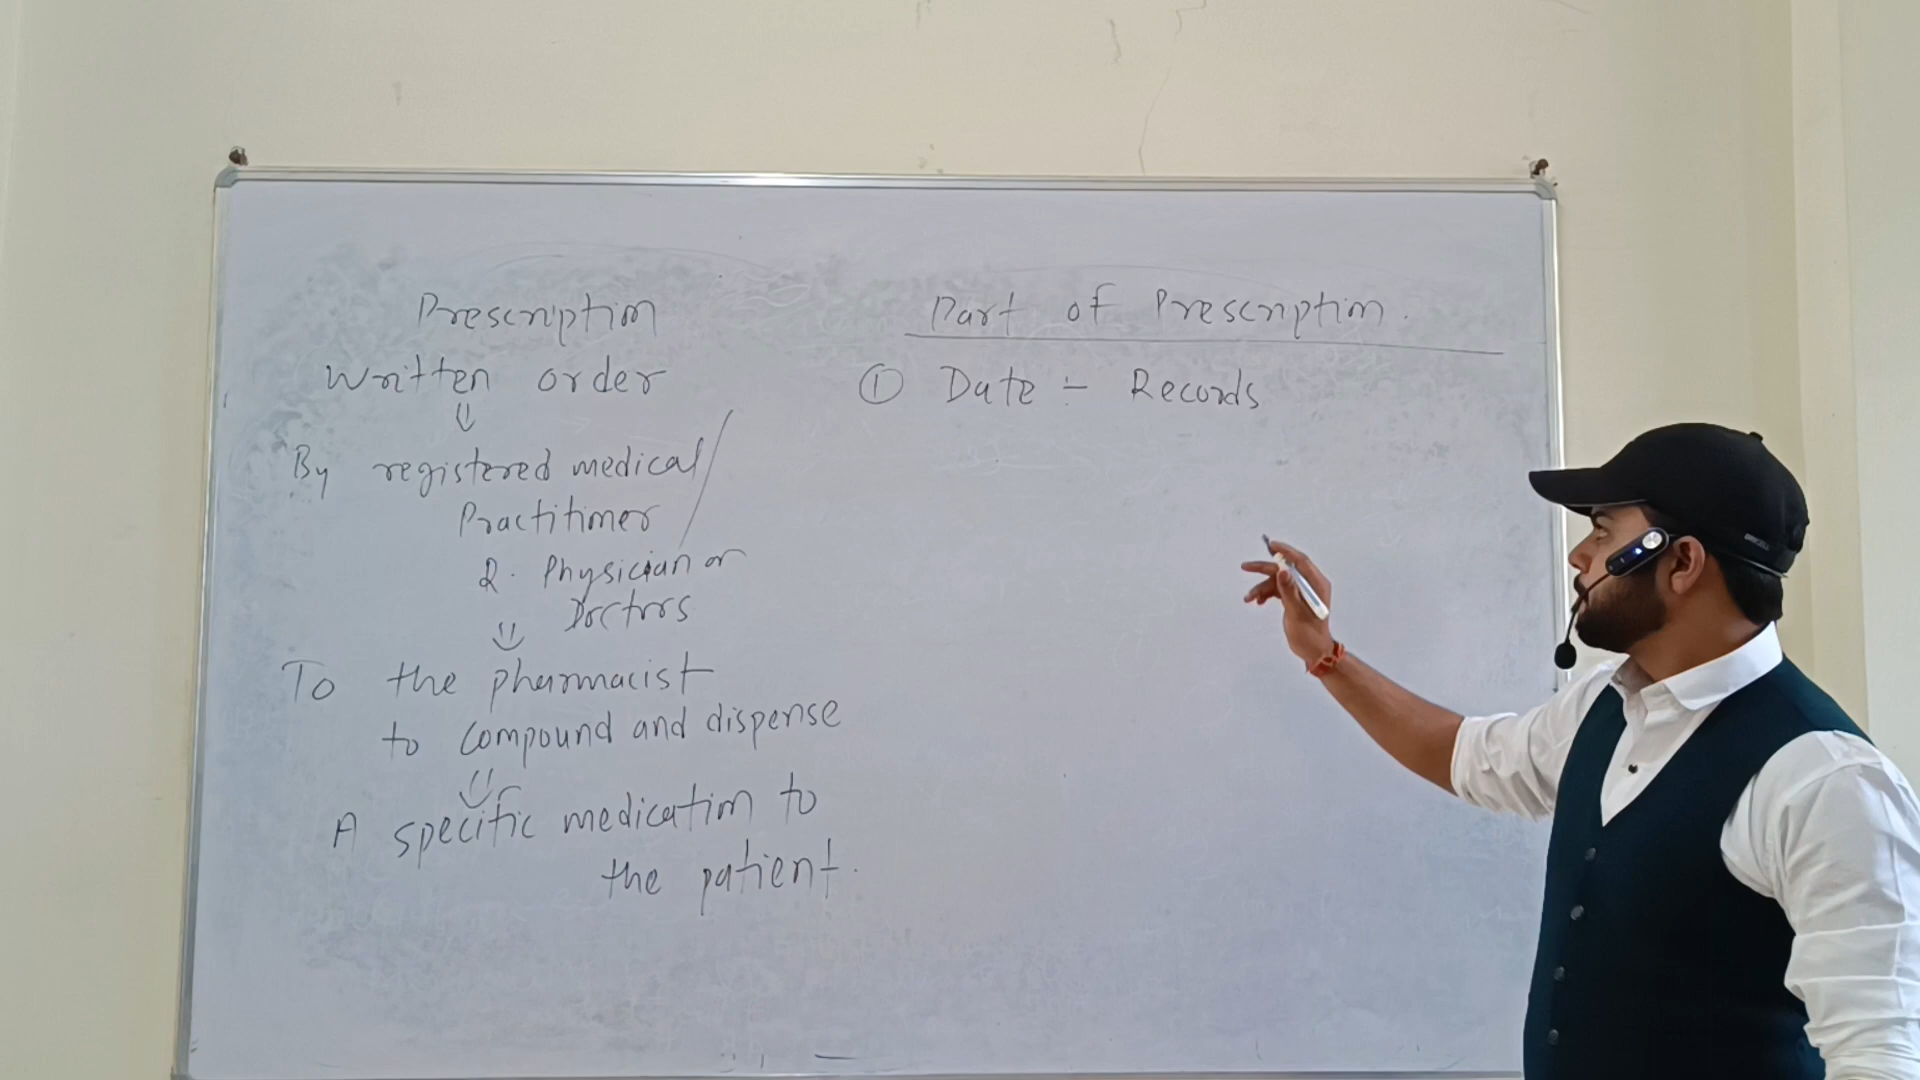 Prescription
Written order
By registered medical /
Practitioner
R. Physician or
Doctors
To the pharmacist
to compound and dispense
A specific medication to
the patient.
Part of Prescription.
① Date :- Records